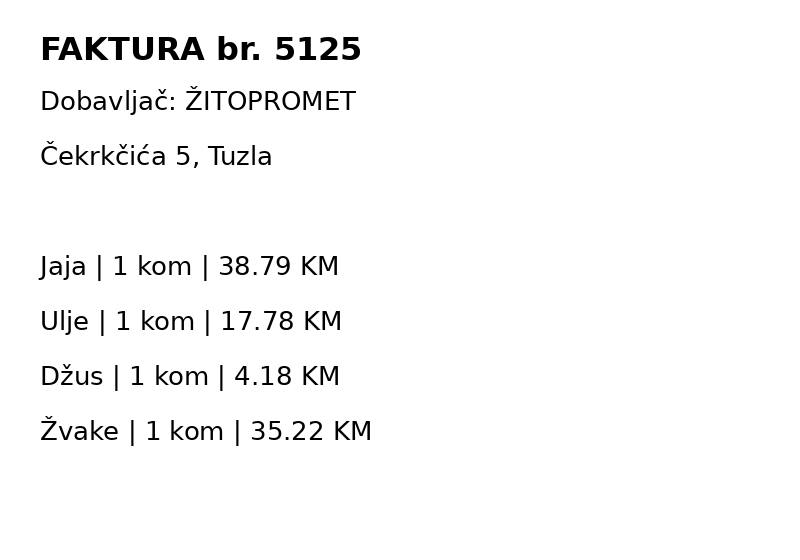 FAKTURA br. 5125
Dobavljač: ŽITOPROMET
Čekrkčića 5, Tuzla
Jaja | 1 kom | 38.79 KM
Ulje | 1 kom | 17.78 KM
Džus | 1 kom | 4.18 KM
Žvake | 1 kom | 35.22 KM